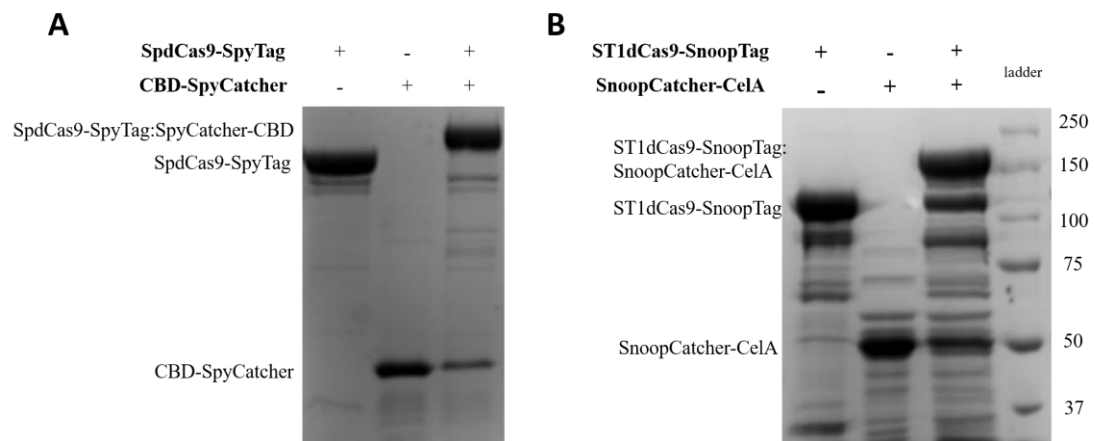 A
SpdCas9-SpyTag + - +
CBD-SpyCatcher - + +
SpdCas9-SpyTag:SpyCatcher-CBD
SpdCas9-SpyTag
CBD-SpyCatcher
B
ST1dCas9-SnoopTag + - +
SnoopCatcher-CelA - + +
ladder
ST1dCas9-SnoopTag:
SnoopCatcher-CelA
ST1dCas9-SnoopTag
SnoopCatcher-CelA
250
150
100
75
50
37